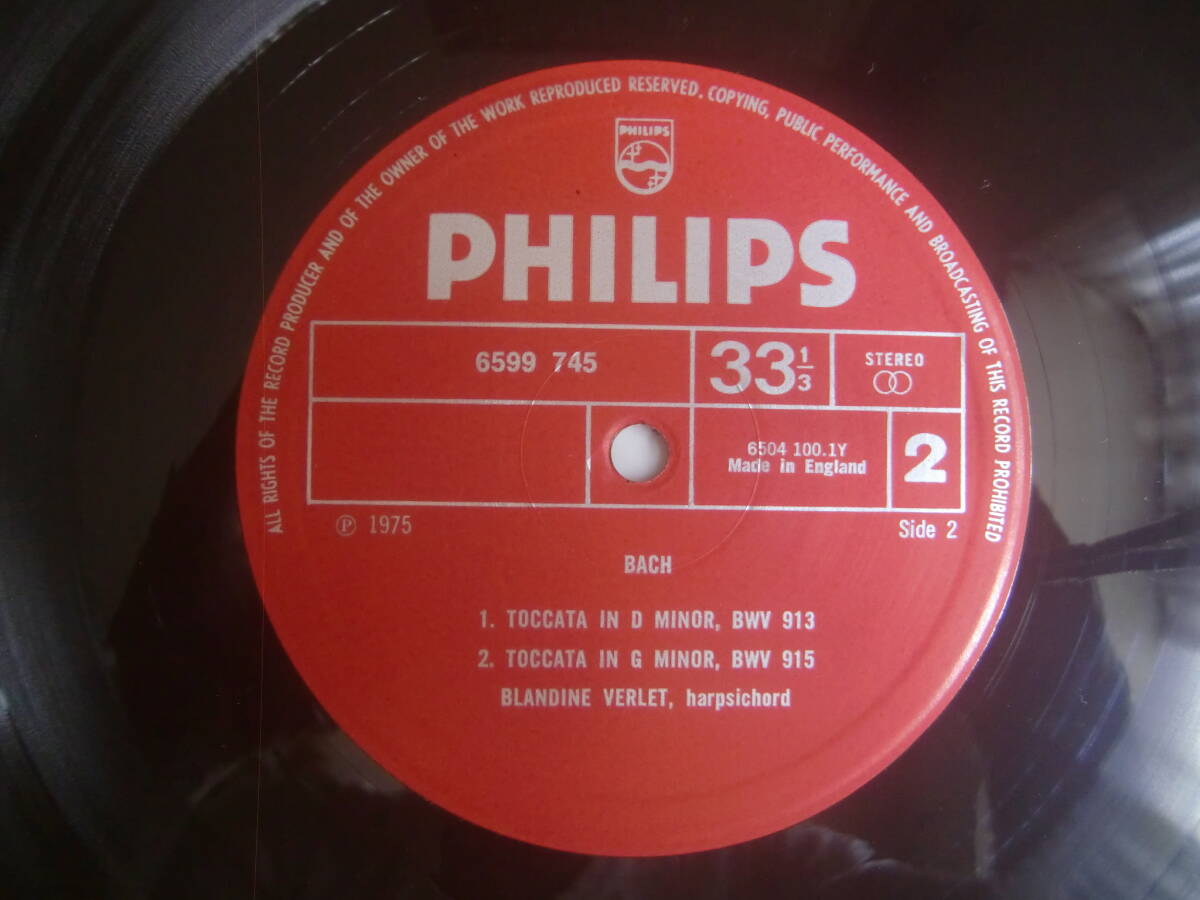 ALL RIGHTS OF THE RECORD PRODUCER AND OF THE OWNER OF THE WORK REPRODUCED RESERVED. COPYING, PUBLIC PERFORMANCE AND BROADCASTING OF THIS RECORD PROHIBITED
PHILIPS
PHILIPS
6599 745
33 1/3
STEREO
6504 100.1Y
Made in England
2
℗ 1975
Side 2
BACH
1. TOCCATA IN D MINOR, BWV 913
2. TOCCATA IN G MINOR, BWV 915
BLANDINE VERLET, harpsichord